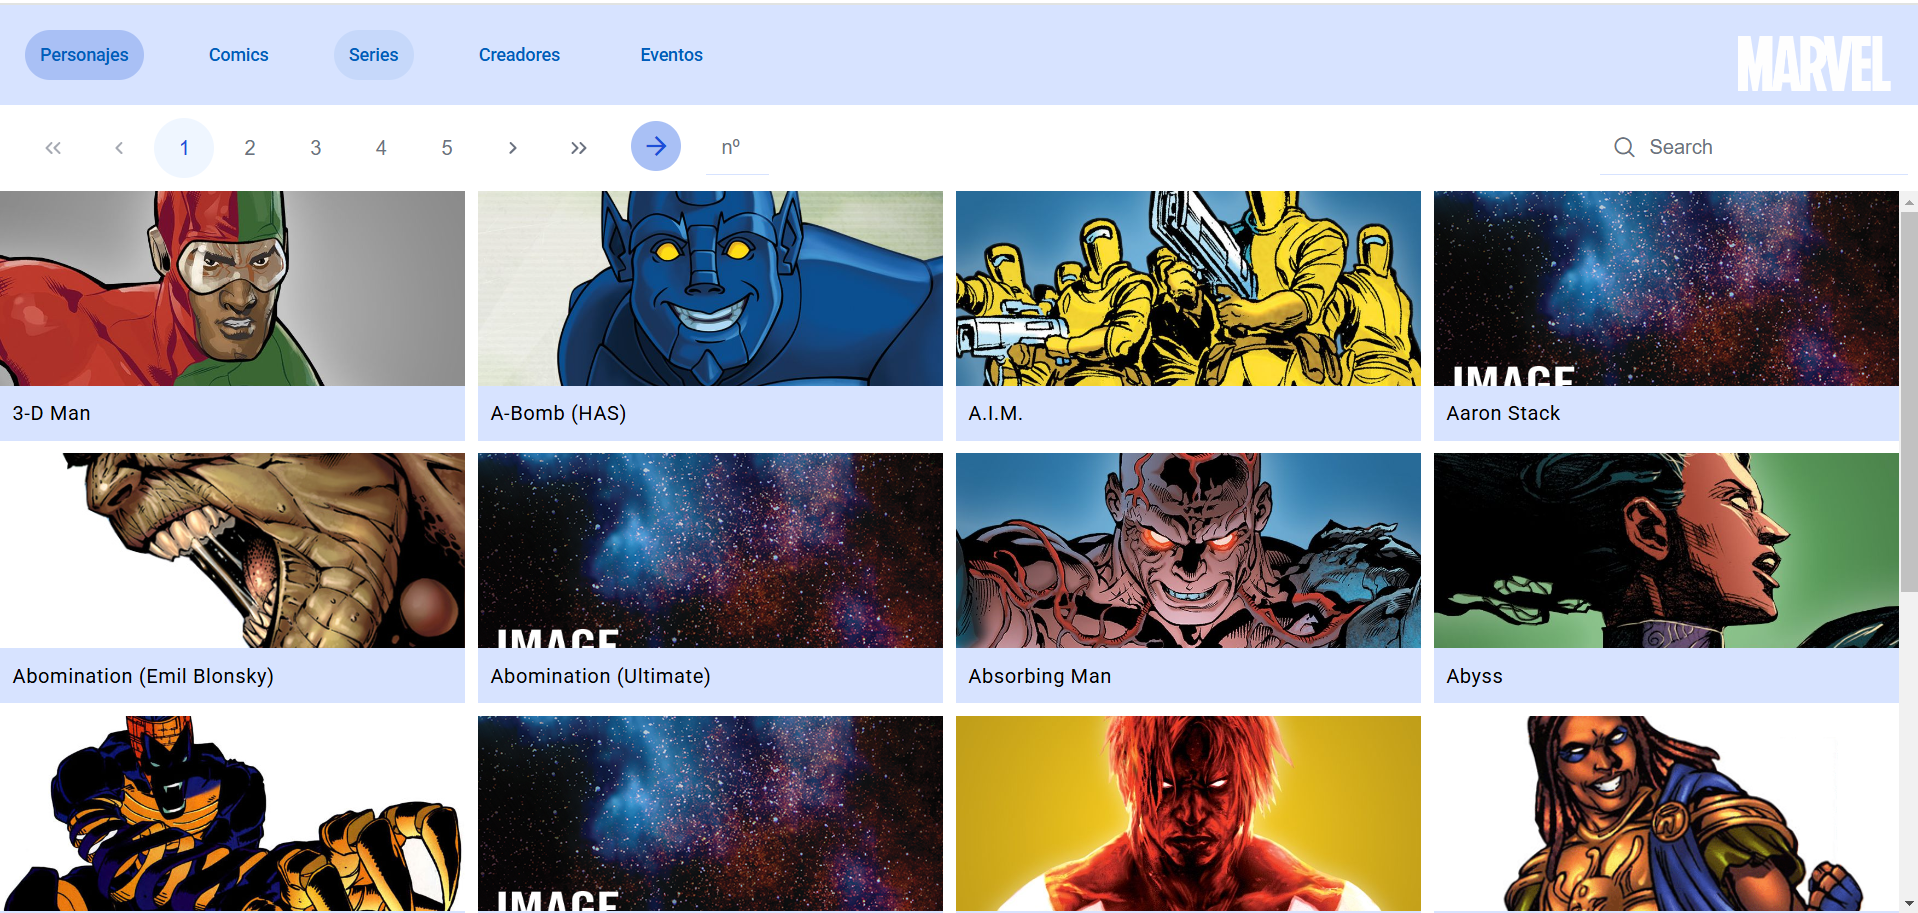 Personajes Comics Series Creadores Eventos MARVEL
1 2 3 4 5 nº Search
IMAGE
3-D Man A-Bomb (HAS) A.I.M. Aaron Stack
IMAGE
Abomination (Emil Blonsky) Abomination (Ultimate) Absorbing Man Abyss
IMAGE